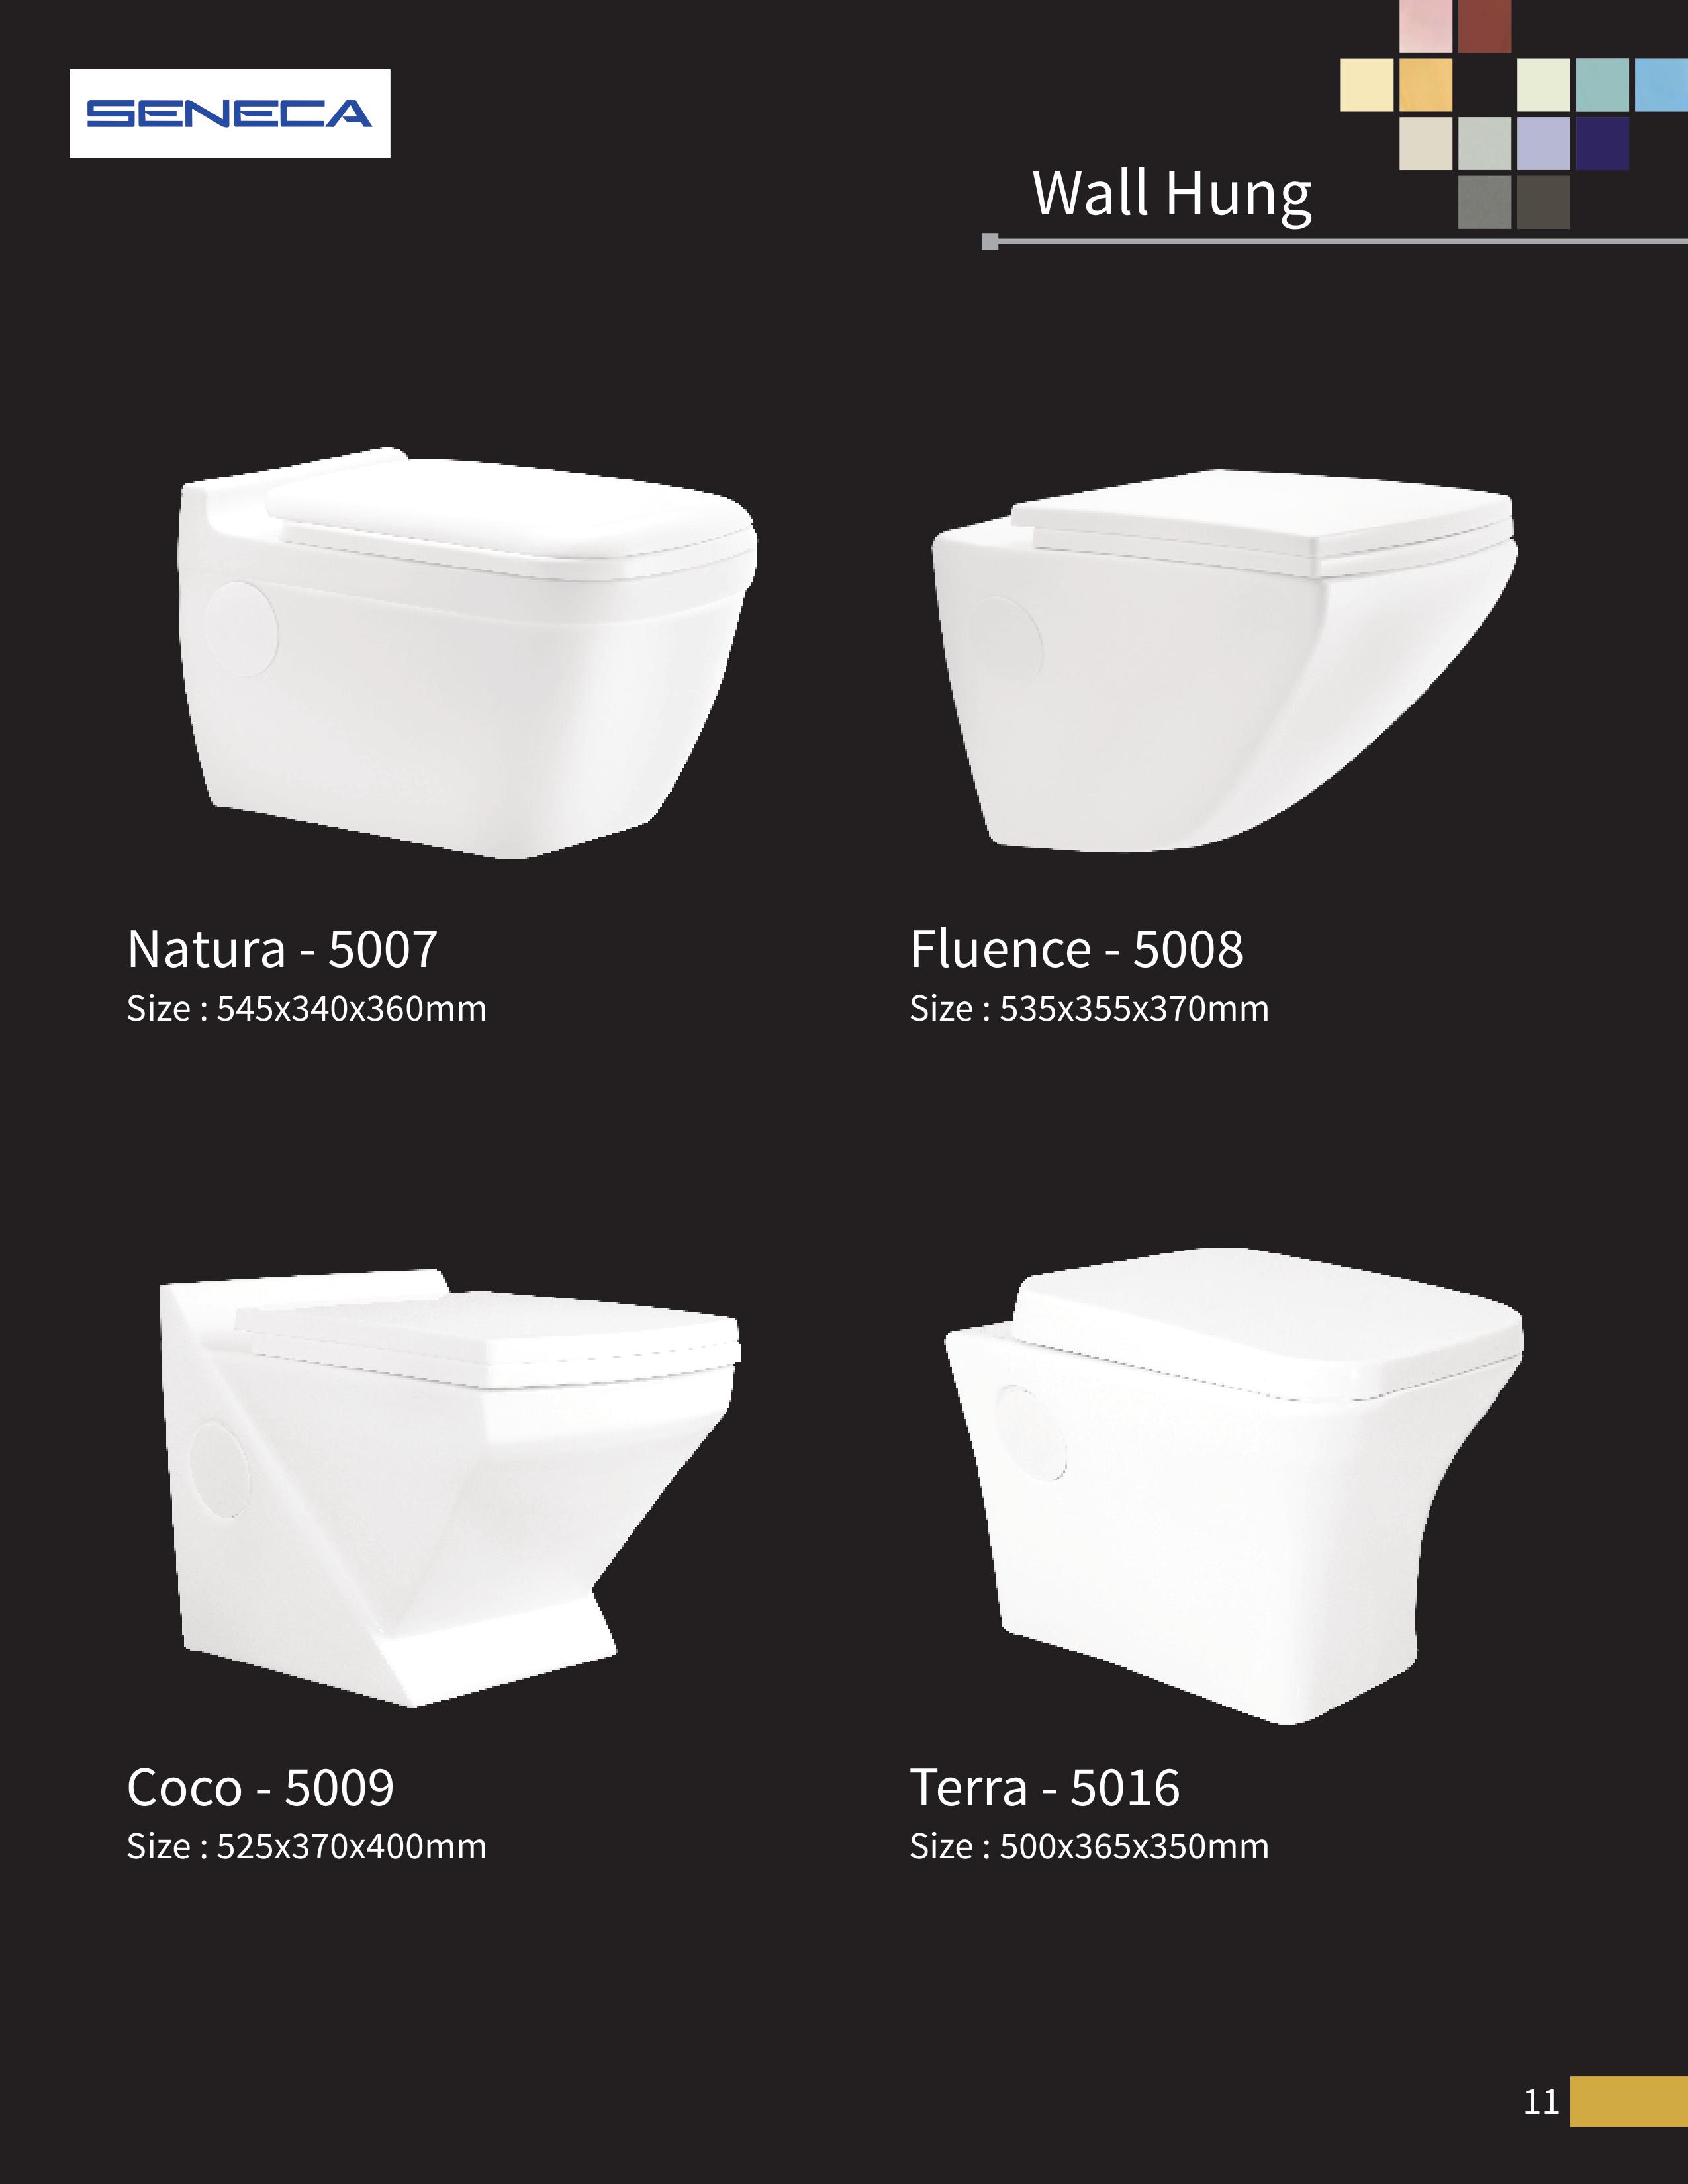 SENECA
Wall Hung
Natura - 5007
Size : 545x340x360mm
Fluence - 5008
Size : 535x355x370mm
Coco - 5009
Size : 525x370x400mm
Terra - 5016
Size : 500x365x350mm
11